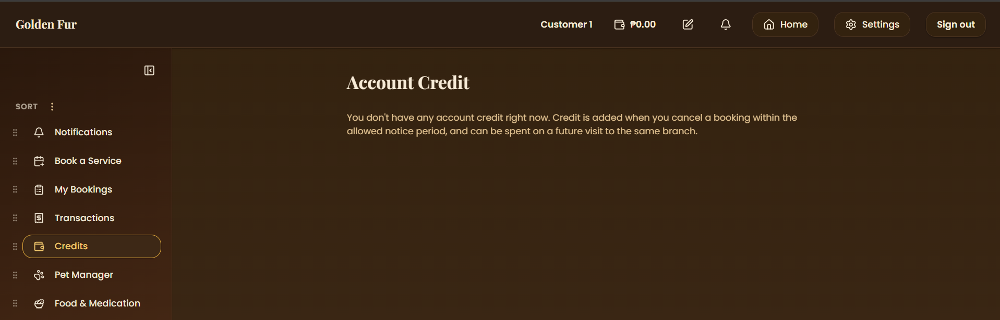 Golden Fur
Customer 1
₱0.00
Home
Settings
Sign out
SORT
Notifications
Book a Service
My Bookings
Transactions
Credits
Pet Manager
Food & Medication
Account Credit
You don't have any account credit right now. Credit is added when you cancel a booking within the
allowed notice period, and can be spent on a future visit to the same branch.